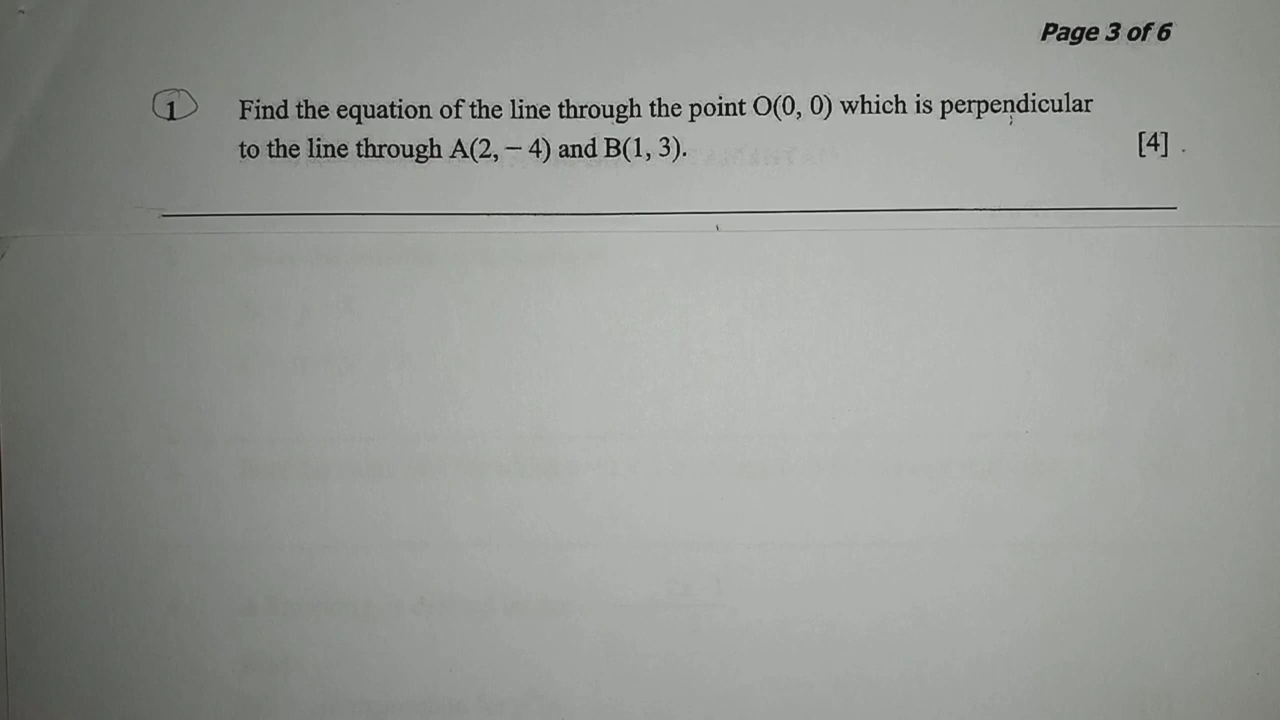 Page 3 of 6
1 Find the equation of the line through the point O(0, 0) which is perpendicular
to the line through A(2, – 4) and B(1, 3). [4]